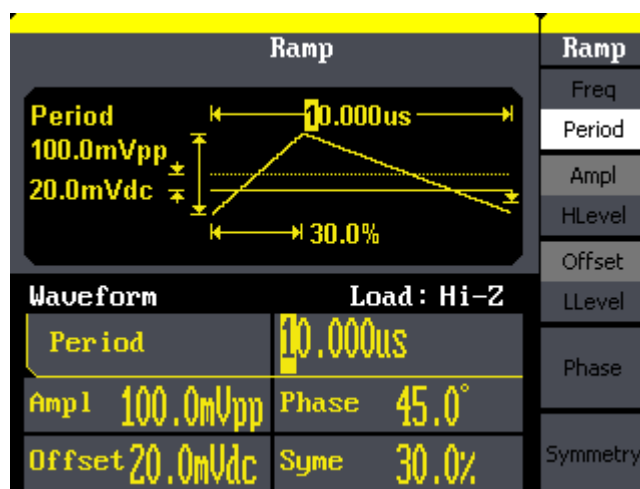 Ramp
Period 10.000us
100.0mVpp
20.0mVdc
30.0%
Waveform Load: Hi-Z
Period 10.000us
Ampl 100.0mVpp Phase 45.0°
Offset 20.0mVdc Syme 30.0%
Ramp
Freq
Period
Ampl
HLevel
Offset
LLevel
Phase
Symmetry